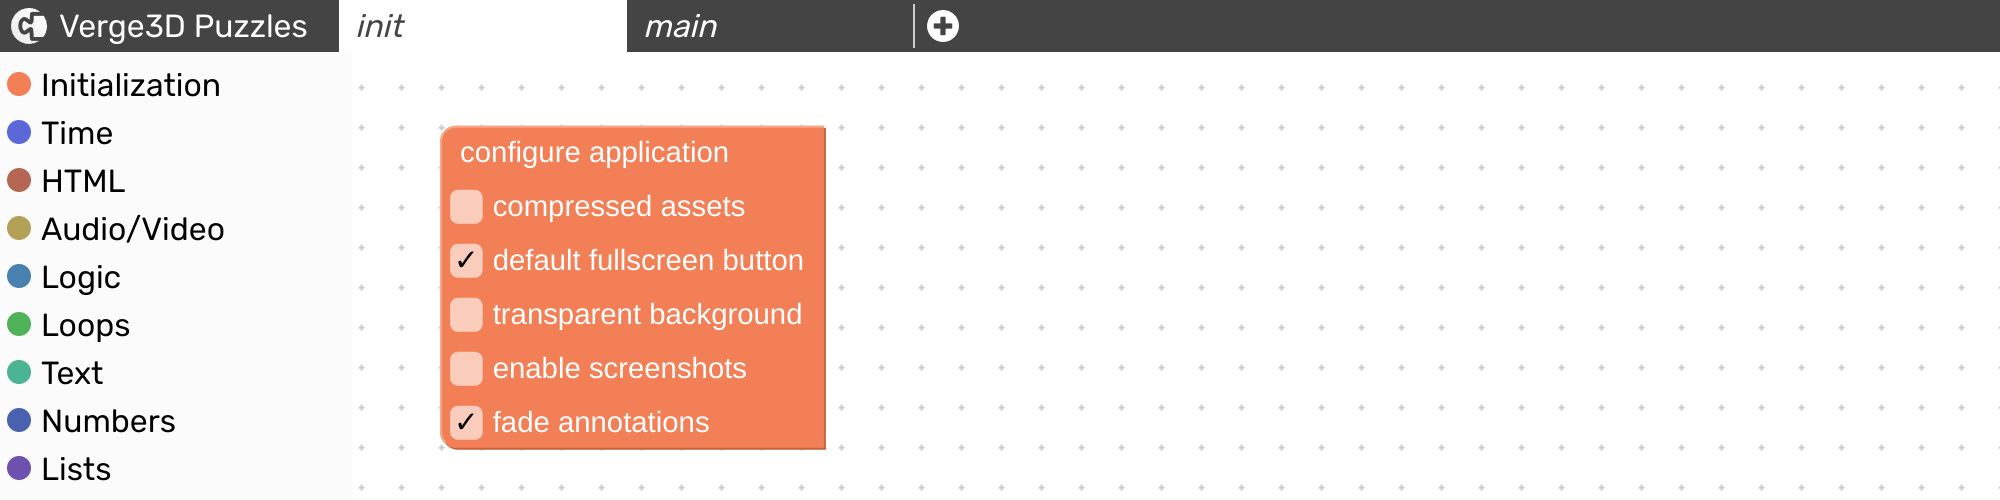 Verge3D Puzzles
init
main
Initialization
Time
HTML
Audio/Video
Logic
Loops
Text
Numbers
Lists
configure application
compressed assets
default fullscreen button
transparent background
enable screenshots
fade annotations